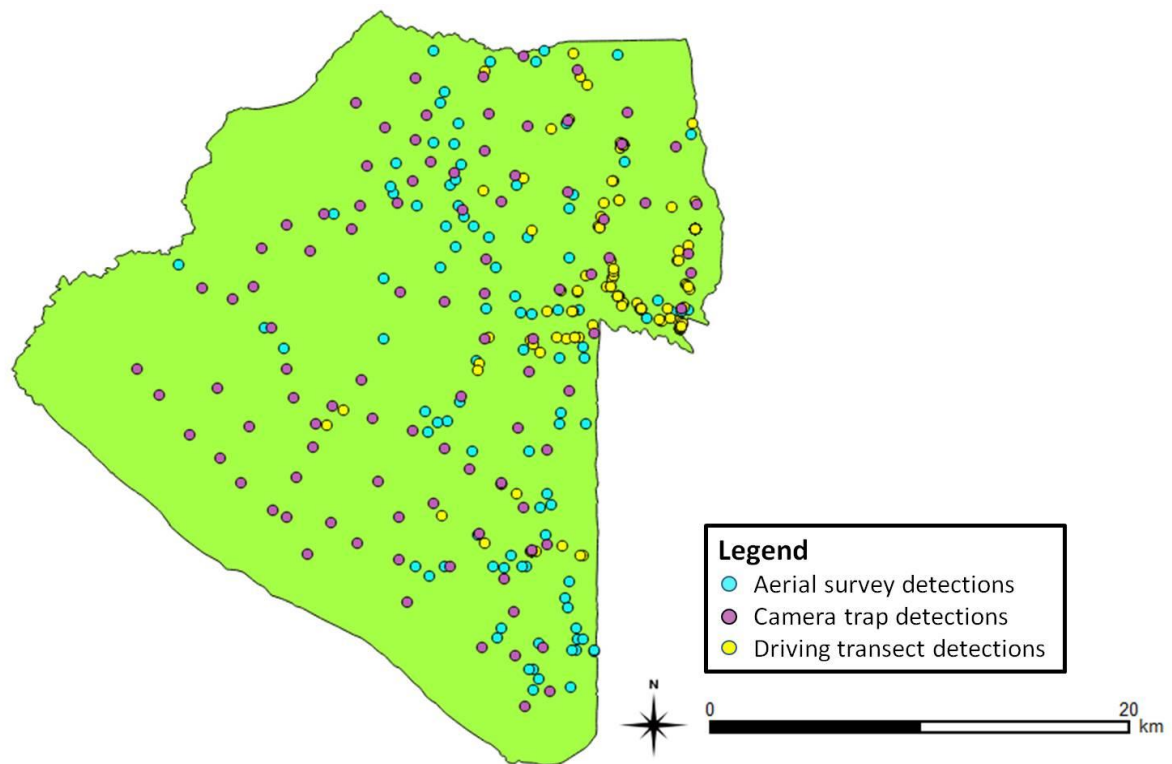 Legend
Aerial survey detections
Camera trap detections
Driving transect detections
N
0 20
km